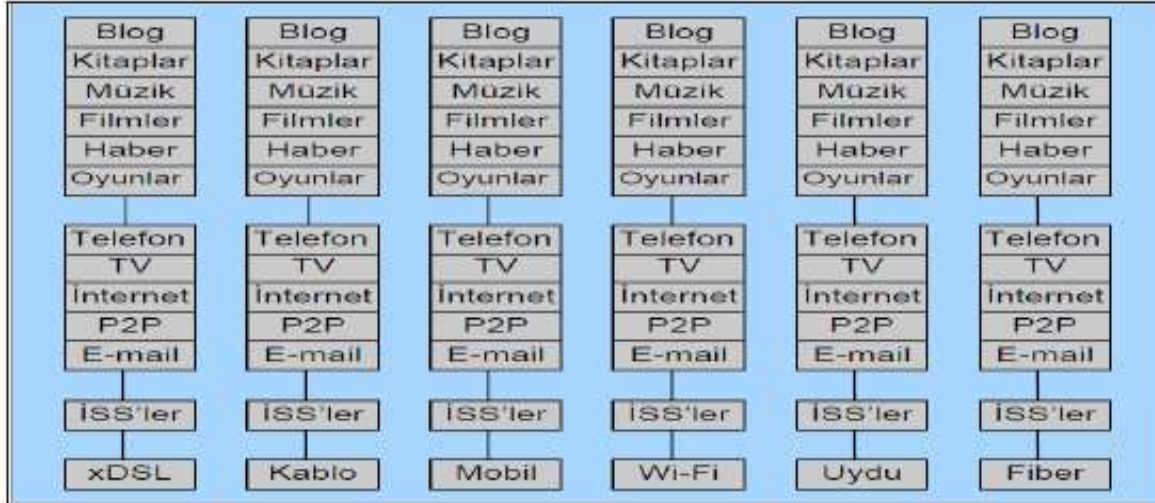 Blog Blog Blog Blog Blog Blog
Kitaplar Kitaplar Kitaplar Kitaplar Kitaplar Kitaplar
Müzik Müzik Müzik Müzik Müzik Müzik
Filmler Filmler Filmler Filmler Filmler Filmler
Haber Haber Haber Haber Haber Haber
Oyunlar Oyunlar Oyunlar Oyunlar Oyunlar Oyunlar
Telefon Telefon Telefon Telefon Telefon Telefon
TV TV TV TV TV TV
İnternet İnternet İnternet İnternet İnternet İnternet
P2P P2P P2P P2P P2P P2P
E-mail E-mail E-mail E-mail E-mail E-mail
İSS'ler İSS'ler İSS'ler İSS'ler İSS'ler İSS'ler
xDSL Kablo Mobil Wi-Fi Uydu Fiber